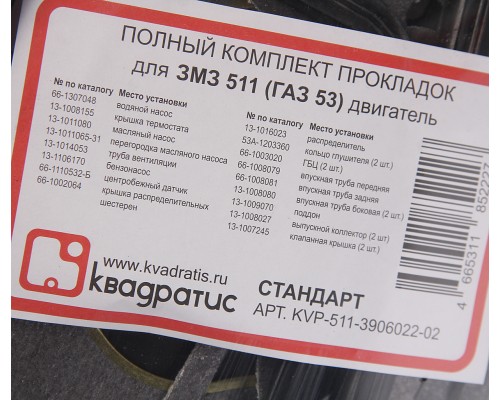 ПОЛНЫЙ КОМПЛЕКТ ПРОКЛАДОК
для ЗМЗ 511 (ГАЗ 53) двигатель
№ по каталогу Место установки
66-1307048 водяной насос
13-1008155 крышка термостата
13-1011080 масляный насос
13-1011065-31 перегородка масляного насоса
13-1014053 труба вентиляции
13-1106170 бензонасос
66-1110532-Б центробежный датчик
66-1002064 крышка распределительных
шестерен
№ по каталогу Место установки
13-1016023 распределитель
53А-1203360 кольцо глушителя (2 шт.)
66-1003020 ГБЦ (2 шт.)
66-1008079 впускная труба передняя
66-1008081 впускная труба задняя
13-1008080 впускная труба боковая (2 шт.)
13-1009070 поддон
13-1008027 выпускной коллектор (2 шт.)
13-1007245 клапанная крышка (2 шт.)
www.kvadratis.ru
квадратис
СТАНДАРТ
АРТ. KVP-511-3906022-02
4 665311 852227